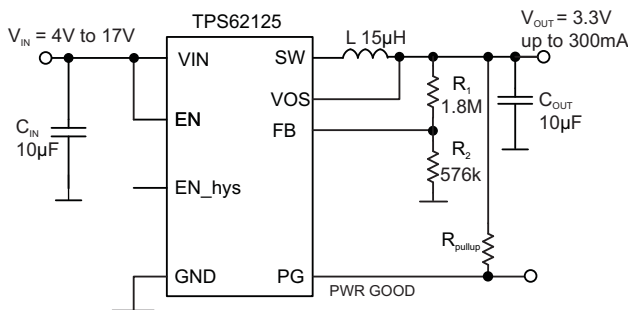 TPS62125
V_IN = 4V to 17V
VIN
EN
EN_hys
GND
SW
VOS
FB
PG
C_IN
10µF
L 15µH
V_OUT = 3.3V
up to 300mA
R_1
1.8M
R_2
576k
C_OUT
10µF
R_pullup
PWR GOOD